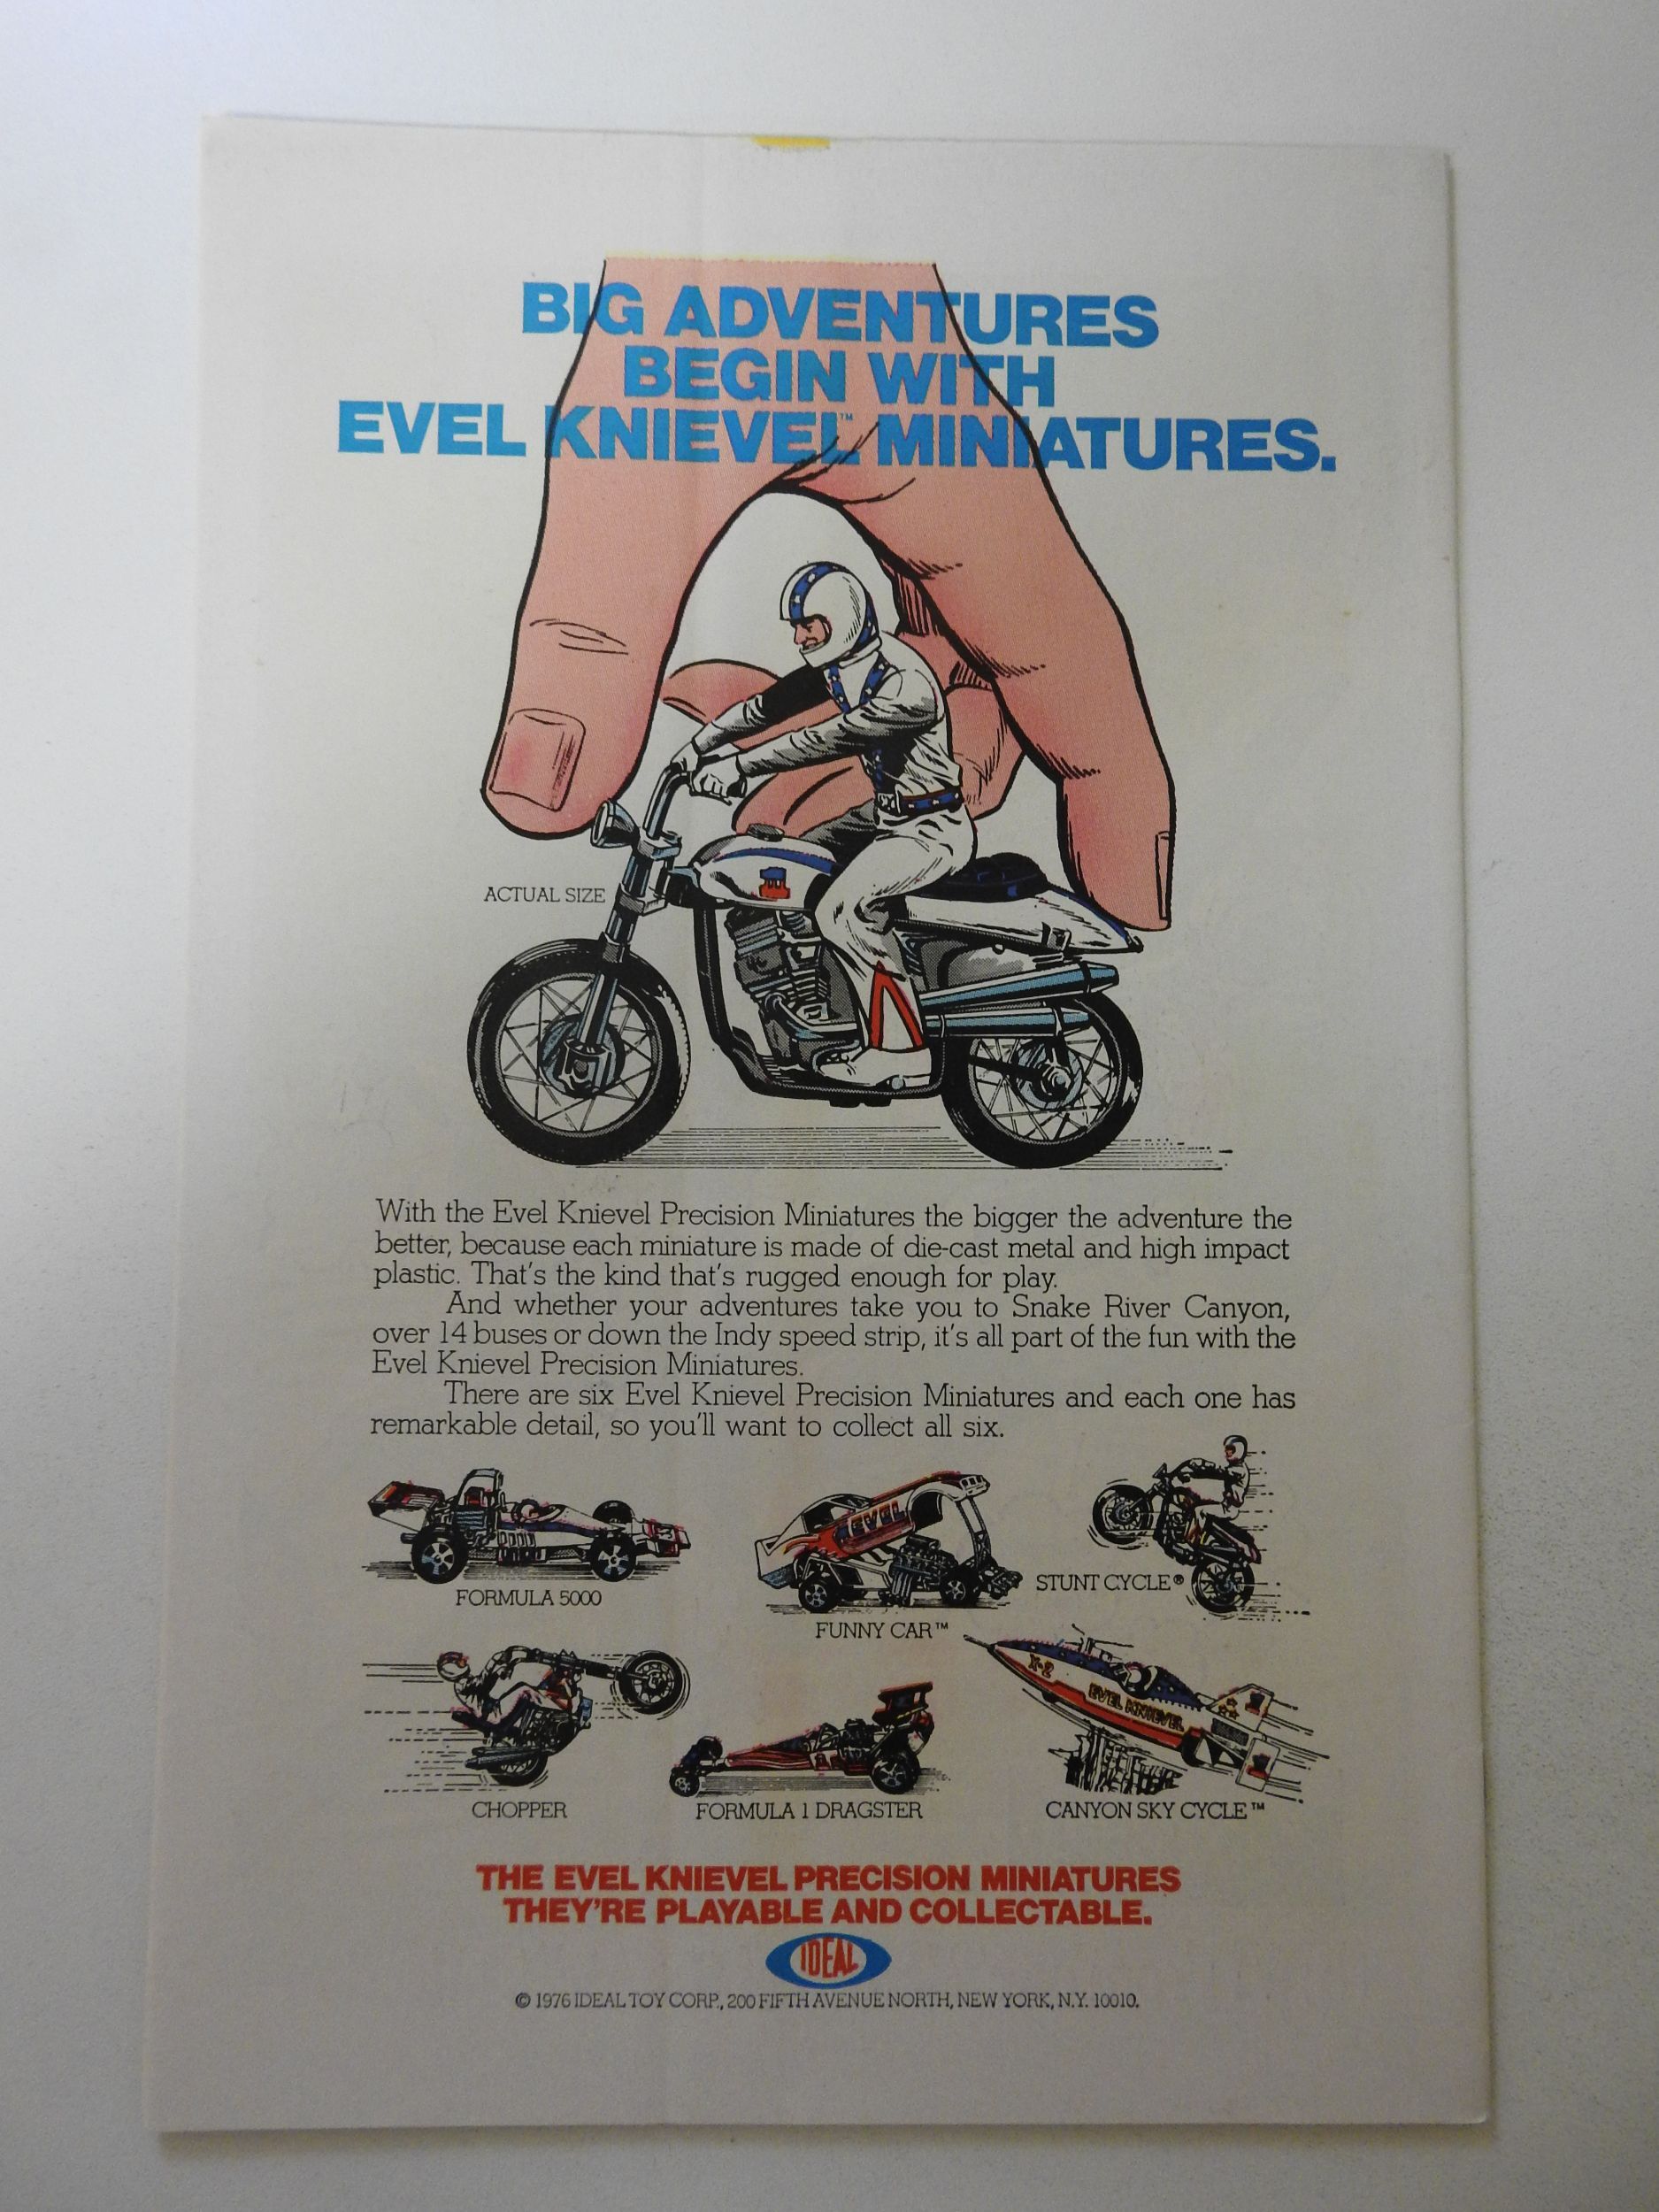 BIG ADVENTURES
BEGIN WITH
EVEL KNIEVEL™ MINIATURES.
ACTUAL SIZE
With the Evel Knievel Precision Miniatures the bigger the adventure the
better, because each miniature is made of die-cast metal and high impact
plastic. That's the kind that's rugged enough for play.
And whether your adventures take you to Snake River Canyon,
over 14 buses or down the Indy speed strip, it's all part of the fun with the
Evel Knievel Precision Miniatures.
There are six Evel Knievel Precision Miniatures and each one has
remarkable detail, so you'll want to collect all six.
EVEL
FORMULA 5000
STUNT CYCLE®
FUNNY CAR™
X-2
EVEL KNIEVEL
CHOPPER
FORMULA 1 DRAGSTER
CANYON SKY CYCLE™
THE EVEL KNIEVEL PRECISION MINIATURES
THEY'RE PLAYABLE AND COLLECTABLE.
IDEAL
© 1976 IDEAL TOY CORP., 200 FIFTH AVENUE NORTH, NEW YORK, N.Y. 10010.